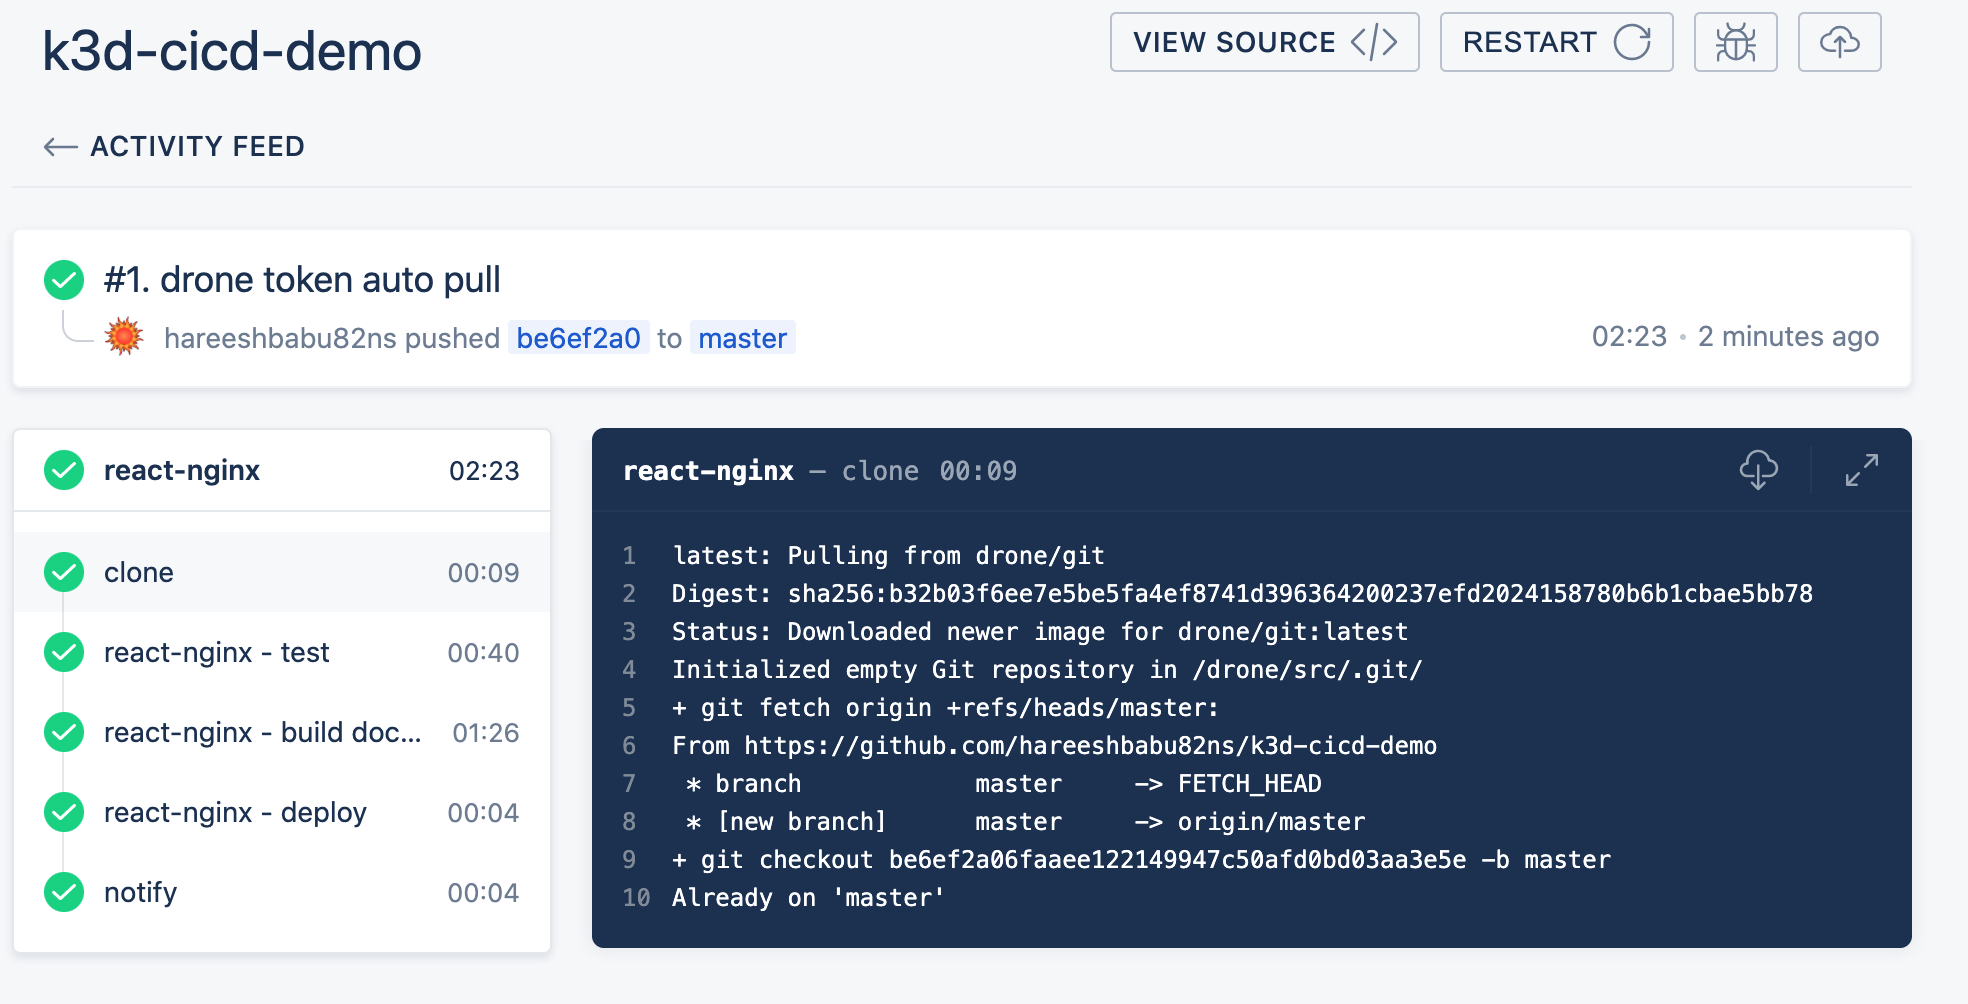 k3d-cicd-demo
VIEW SOURCE
RESTART
ACTIVITY FEED
#1. drone token auto pull
hareeshbabu82ns pushed be6ef2a0 to master
02:23 • 2 minutes ago
react-nginx 02:23
clone 00:09
react-nginx - test 00:40
react-nginx - build doc... 01:26
react-nginx - deploy 00:04
notify 00:04
react-nginx — clone 00:09
1 latest: Pulling from drone/git
2 Digest: sha256:b32b03f6ee7e5be5fa4ef8741d396364200237efd2024158780b6b1cbae5bb78
3 Status: Downloaded newer image for drone/git:latest
4 Initialized empty Git repository in /drone/src/.git/
5 + git fetch origin +refs/heads/master:
6 From https://github.com/hareeshbabu82ns/k3d-cicd-demo
7  * branch            master     -> FETCH_HEAD
8  * [new branch]      master     -> origin/master
9 + git checkout be6ef2a06faaee122149947c50afd0bd03aa3e5e -b master
10 Already on 'master'